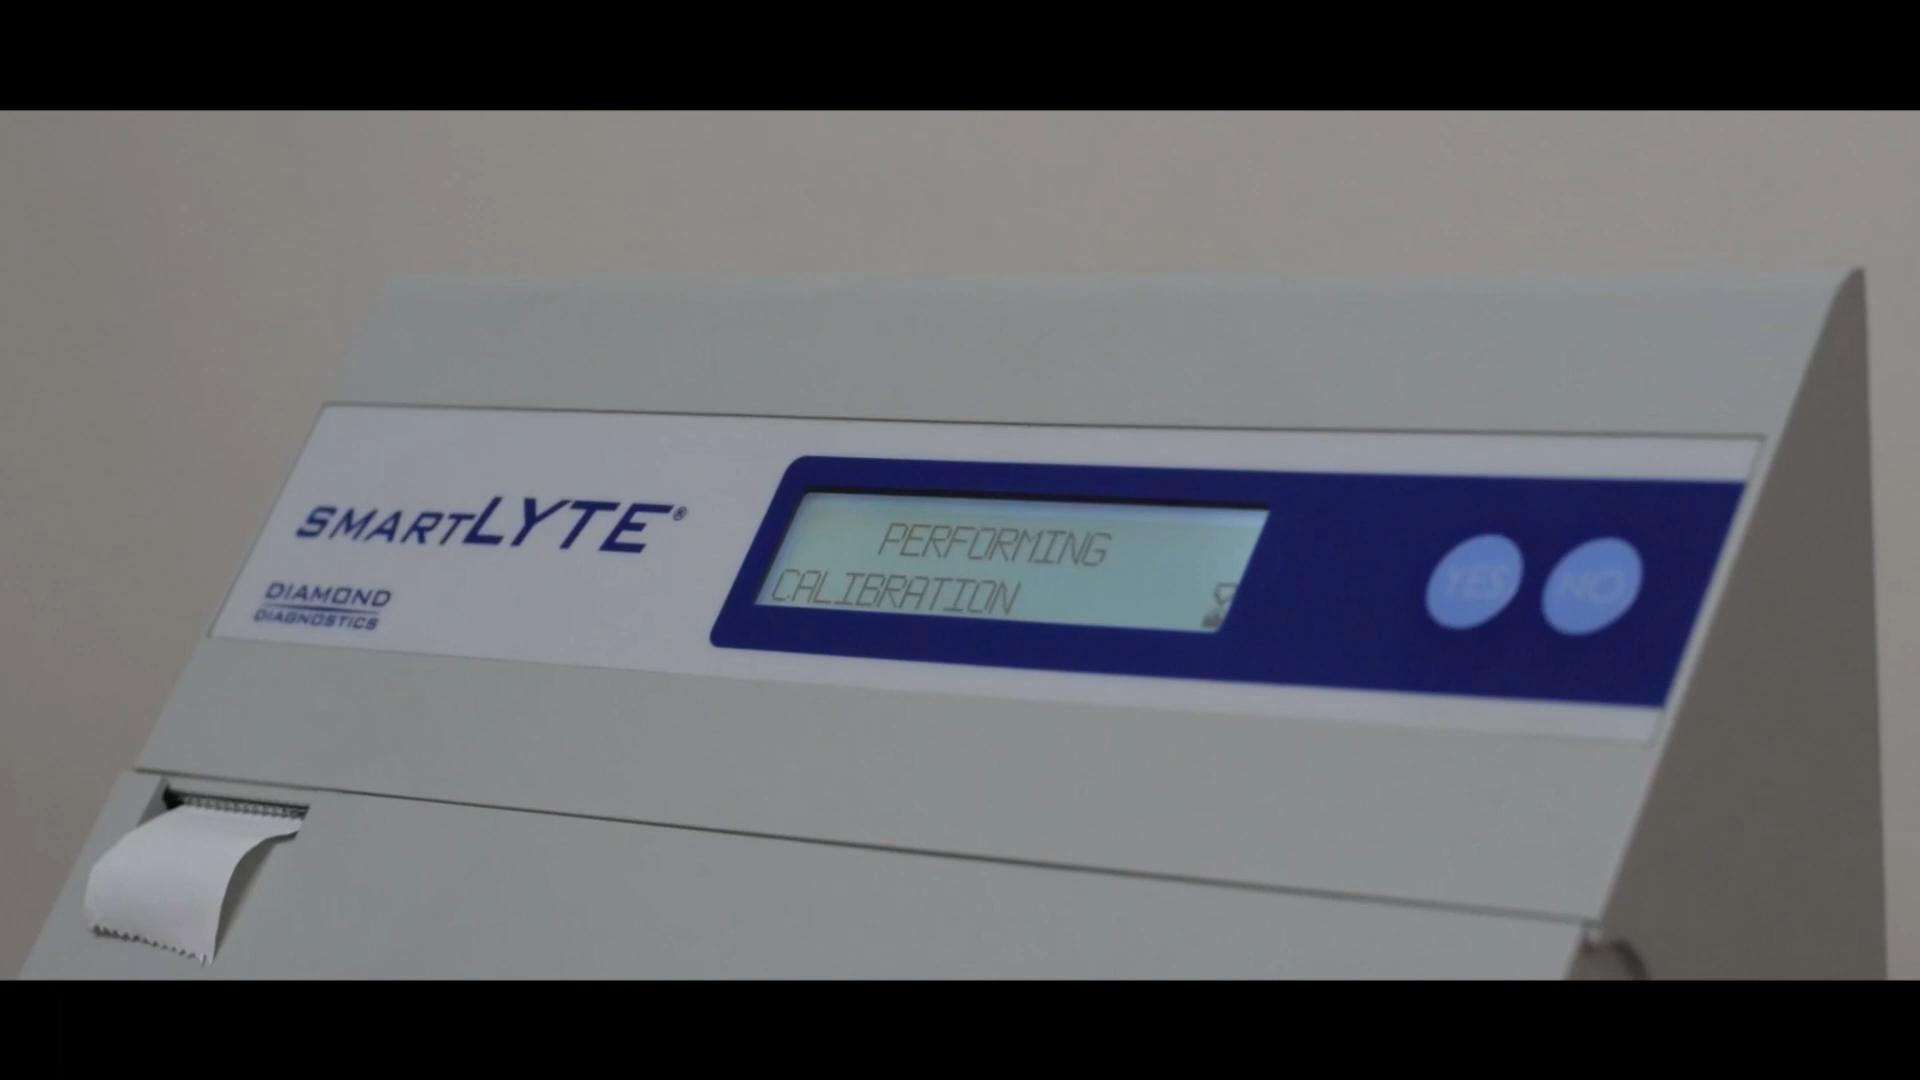 SMARTLYTE®
DIAMOND
DIAGNOSTICS
PERFORMING
CALIBRATION
YES
NO